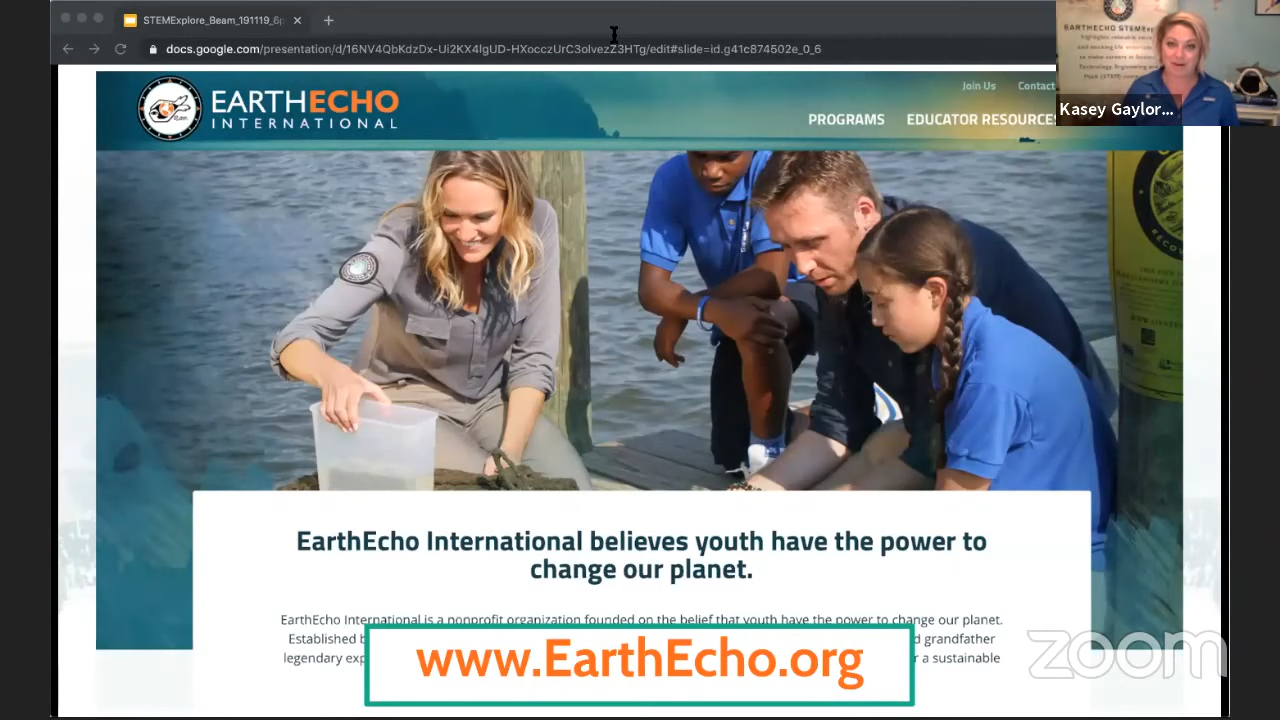 STEMExplore_Beam_191119_6p
docs.google.com/presentation/d/16NV4QbKdzDx-Ui2KX4lgUD-HXocczUrC3olvezZ3HTg/edit#slide=id.g41c874502e_0_6
EARTHECHO STEMExp
Kasey Gaylor...
EARTHECHO
INTERNATIONAL
Join Us Contact
PROGRAMS EDUCATOR RESOURCES
EarthEcho International believes youth have the power to
change our planet.
EarthEcho International is a nonprofit organization founded on the belief that youth have the power to change our planet.
Established grandfather
legendary a sustainable
www.EarthEcho.org
zoom